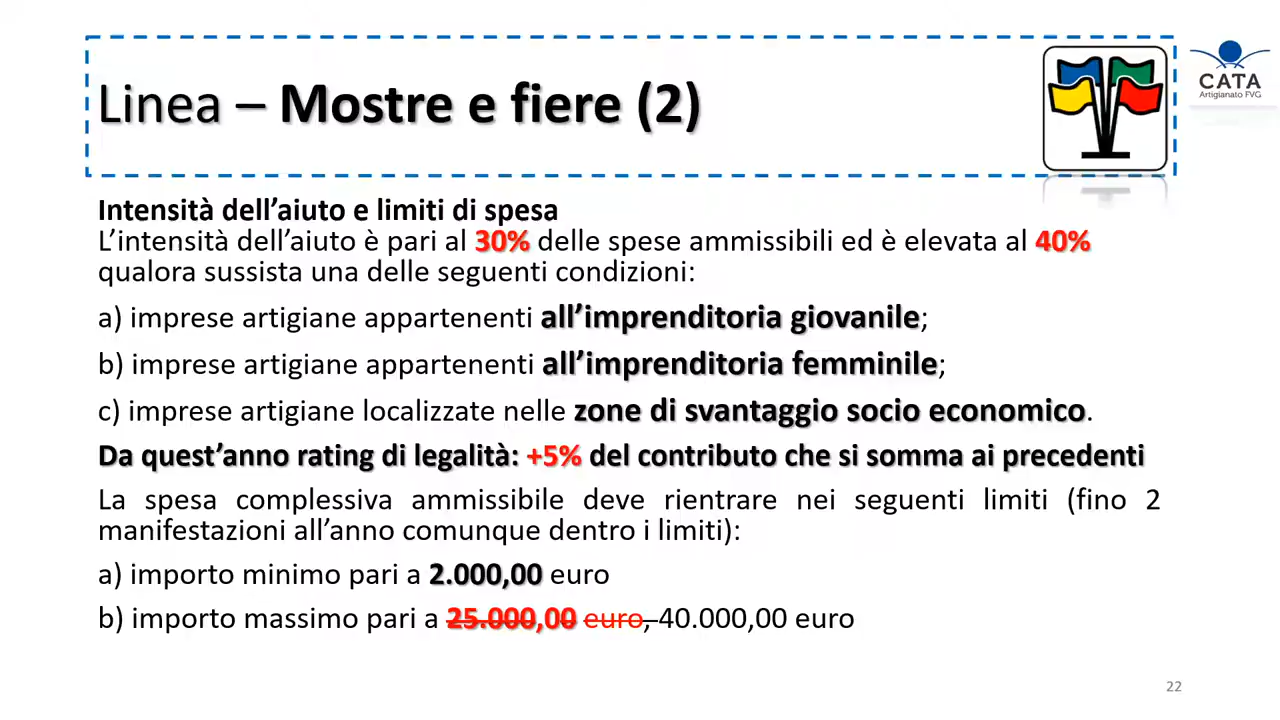 Linea – Mostre e fiere (2)
CATA
Artigianato FVG
Intensità dell’aiuto e limiti di spesa
L’intensità dell’aiuto è pari al 30% delle spese ammissibili ed è elevata al 40%
qualora sussista una delle seguenti condizioni:
a) imprese artigiane appartenenti all’imprenditoria giovanile;
b) imprese artigiane appartenenti all’imprenditoria femminile;
c) imprese artigiane localizzate nelle zone di svantaggio socio economico.
Da quest’anno rating di legalità: +5% del contributo che si somma ai precedenti
La spesa complessiva ammissibile deve rientrare nei seguenti limiti (fino 2
manifestazioni all’anno comunque dentro i limiti):
a) importo minimo pari a 2.000,00 euro
b) importo massimo pari a 25.000,00 euro, 40.000,00 euro
22